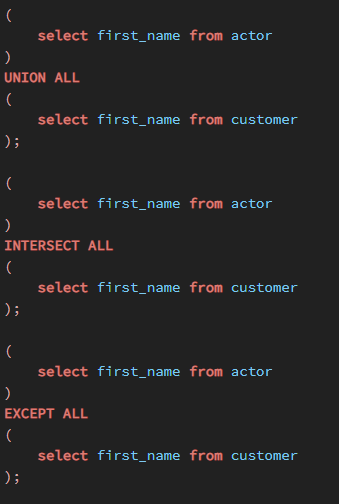 (
    select first_name from actor
)
UNION ALL
(
    select first_name from customer
);

(
    select first_name from actor
)
INTERSECT ALL
(
    select first_name from customer
);

(
    select first_name from actor
)
EXCEPT ALL
(
    select first_name from customer
);